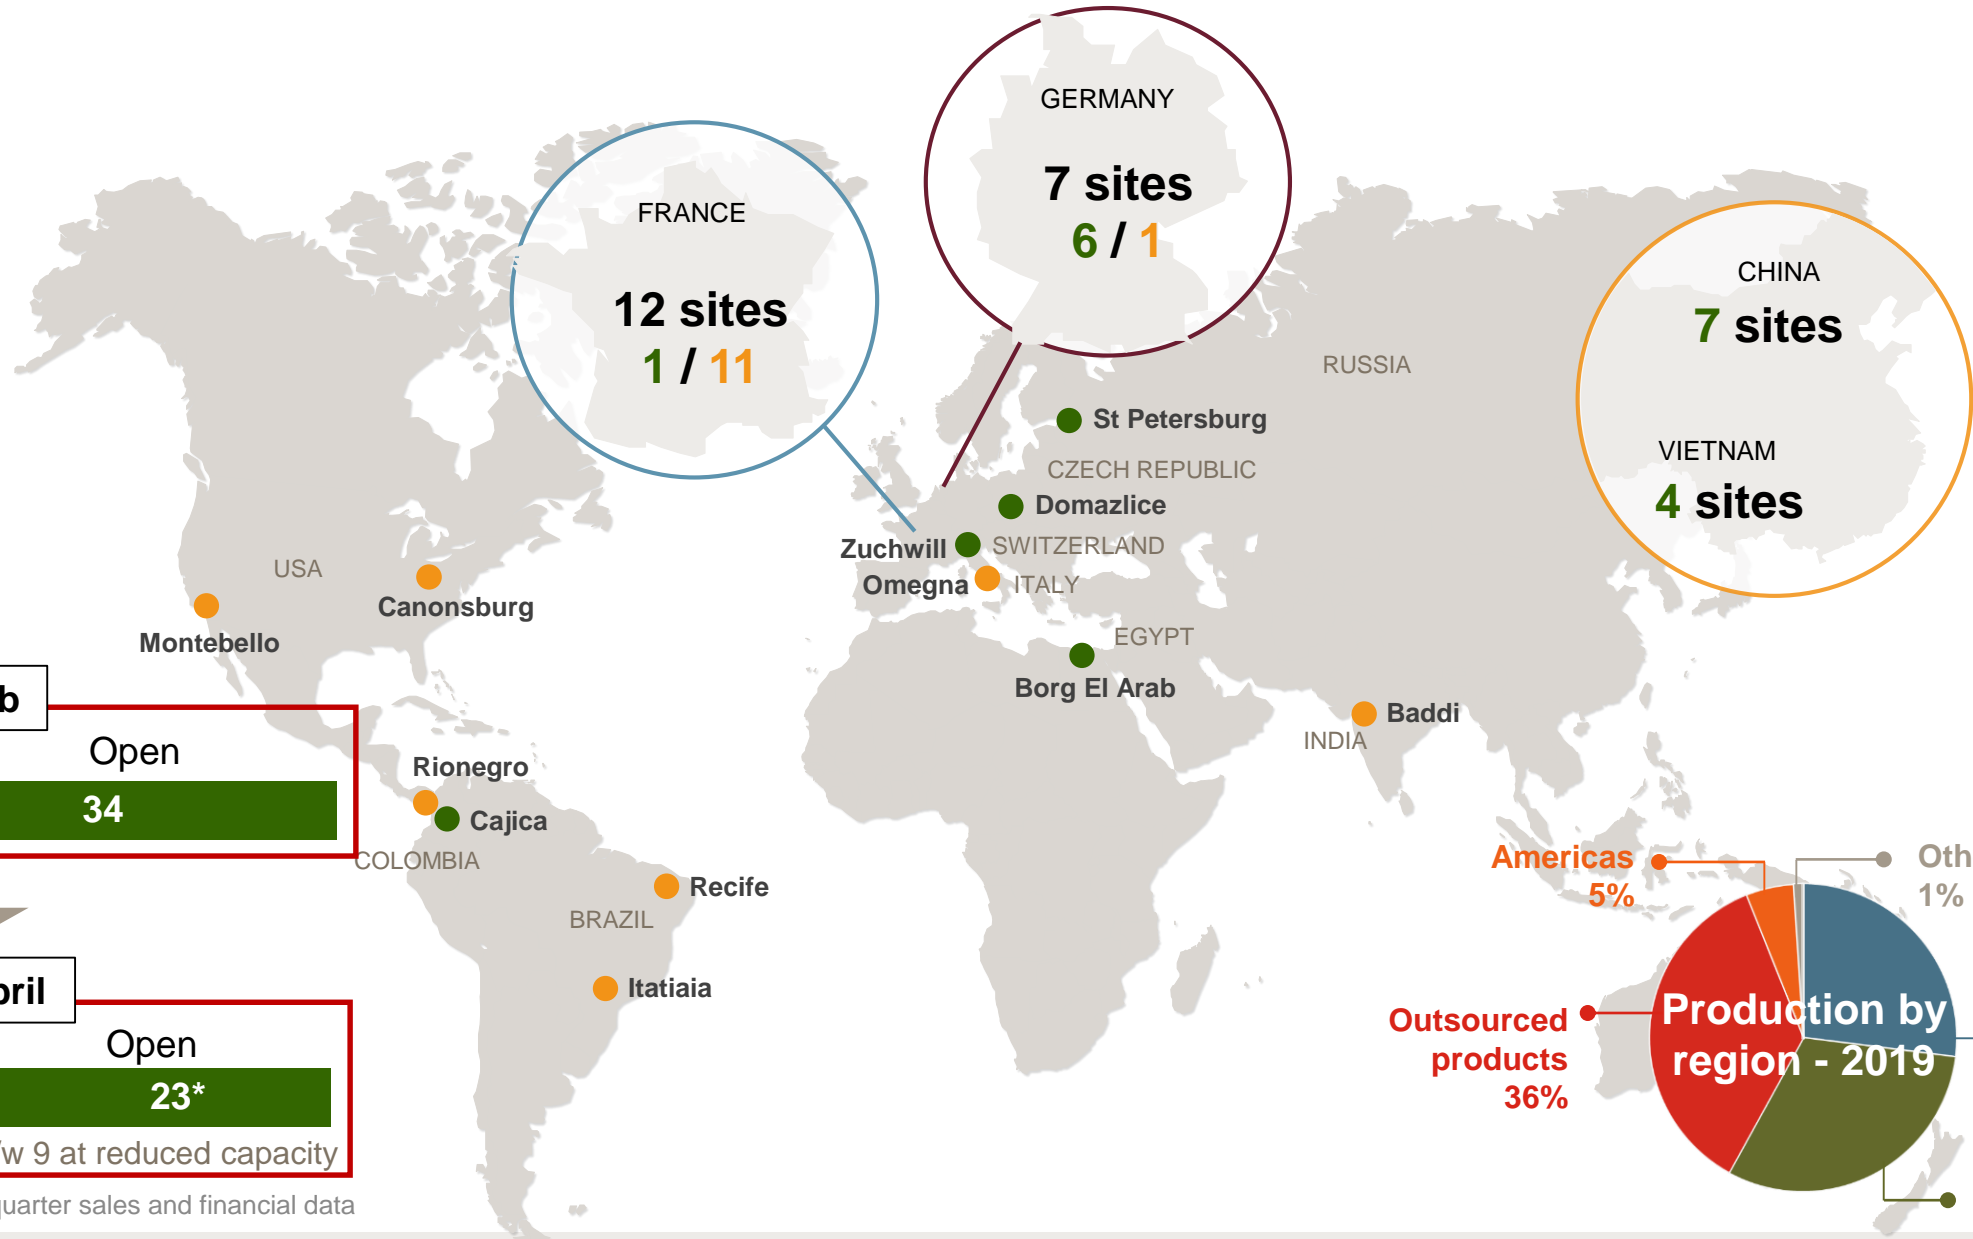 GERMANY
7 sites
6 / 1
FRANCE
12 sites
1 / 11
CHINA
7 sites
VIETNAM
4 sites
RUSSIA
St Petersburg
CZECH REPUBLIC
Domazlice
Zuchwill
SWITZERLAND
Omegna
ITALY
USA
Canonsburg
Montebello
EGYPT
Borg El Arab
Baddi
INDIA
b
Open
34
Rionegro
Cajica
COLOMBIA
Recife
BRAZIL
Itatiaia
pril
Open
23*
/w 9 at reduced capacity
quarter sales and financial data
Americas
5%
Oth
1%
Outsourced
products
36%
Production by
region - 2019